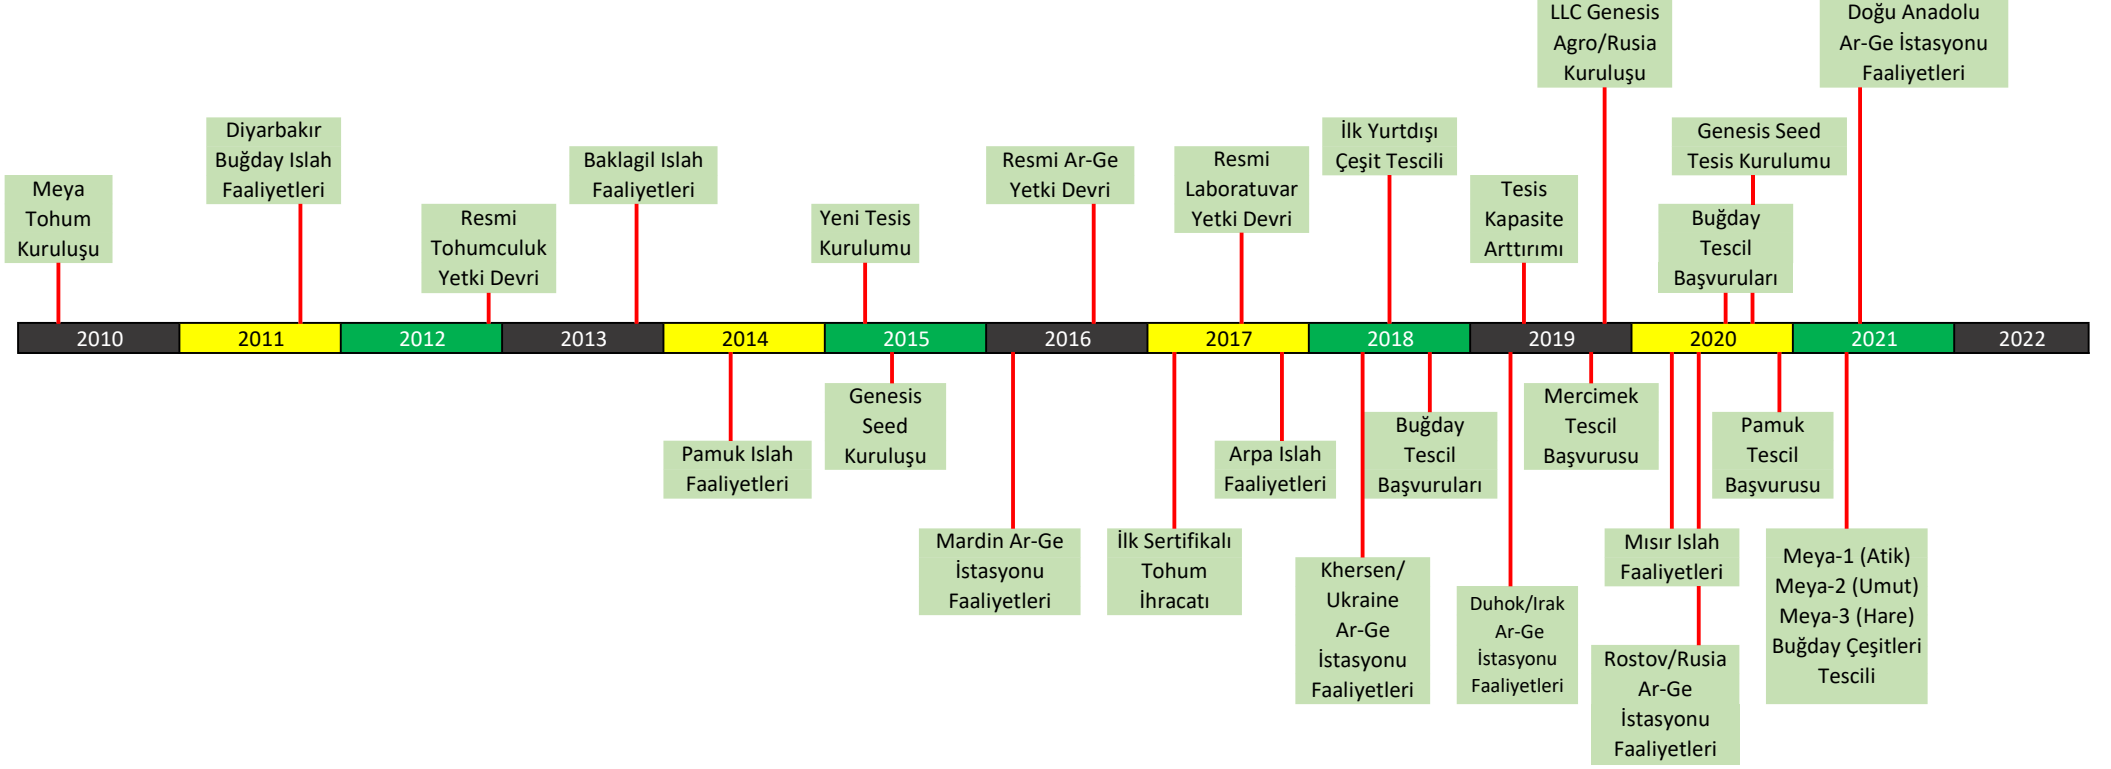 LLC Genesis
Agro/Rusia
Kuruluşu
Doğu Anadolu
Ar-Ge İstasyonu
Faaliyetleri
Diyarbakır
Buğday Islah
Faaliyetleri
İlk Yurtdışı
Çeşit Tescili
Genesis Seed
Tesis Kurulumu
Baklagil Islah
Faaliyetleri
Resmi Ar-Ge
Yetki Devri
Resmi
Laboratuvar
Yetki Devri
Meya
Tohum
Kuruluşu
Tesis
Kapasite
Arttırımı
Resmi
Tohumculuk
Yetki Devri
Yeni Tesis
Kurulumu
Buğday
Tescil
Başvuruları
2010
2011
2012
2013
2014
2015
2016
2017
2018
2019
2020
2021
2022
Genesis
Seed
Kuruluşu
Mercimek
Tescil
Başvurusu
Pamuk Islah
Faaliyetleri
Arpa Islah
Faaliyetleri
Buğday
Tescil
Başvuruları
Pamuk
Tescil
Başvurusu
Mardin Ar-Ge
İstasyonu
Faaliyetleri
İlk Sertifikalı
Tohum
İhracatı
Khersen/
Ukraine
Ar-Ge
İstasyonu
Faaliyetleri
Duhok/Irak
Ar-Ge
İstasyonu
Faaliyetleri
Mısır Islah
Faaliyetleri
Rostov/Rusia
Ar-Ge
İstasyonu
Faaliyetleri
Meya-1 (Atik)
Meya-2 (Umut)
Meya-3 (Hare)
Buğday Çeşitleri
Tescili